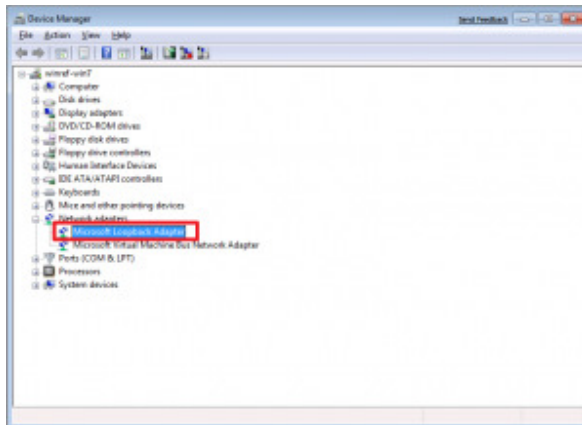 Device Manager
Send Feedback
File Action View Help
winref-win7
Computer
Disk drives
Display adapters
DVD/CD-ROM drives
Floppy disk drives
Floppy drive controllers
Human Interface Devices
IDE ATA/ATAPI controllers
Keyboards
Mice and other pointing devices
Network adapters
Microsoft Loopback Adapter
Microsoft Virtual Machine Bus Network Adapter
Ports (COM & LPT)
Processors
System devices